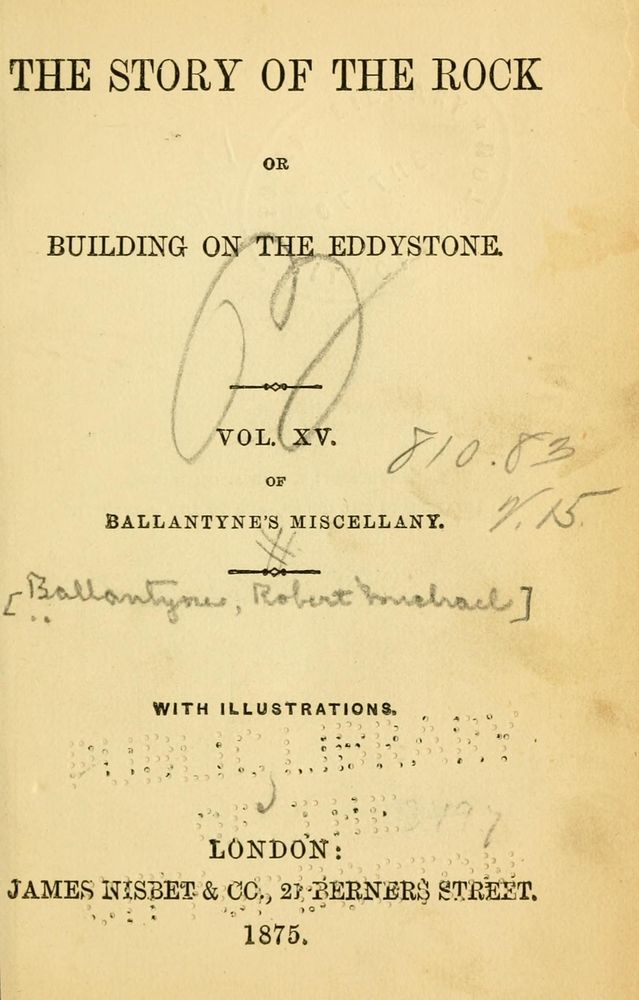 THE STORY OF THE ROCK
OR
BUILDING ON THE EDDYSTONE.
VOL. XV.
OF
BALLANTYNE'S MISCELLANY.
810.83
v.15
[Ballantyne, Robert Michael]
WITH ILLUSTRATIONS.
LONDON:
JAMES NISBET & CO., 21 BERNERS STREET.
1875.